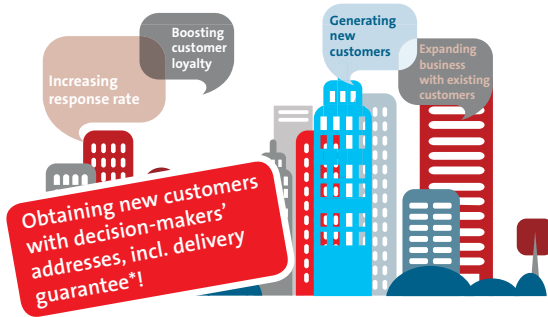 Boosting
customer
loyalty
Generating
new
customers
Increasing
response rate
Expanding
business
with existing
customers
Obtaining new customers
with decision-makers'
addresses, incl. delivery
guarantee*!